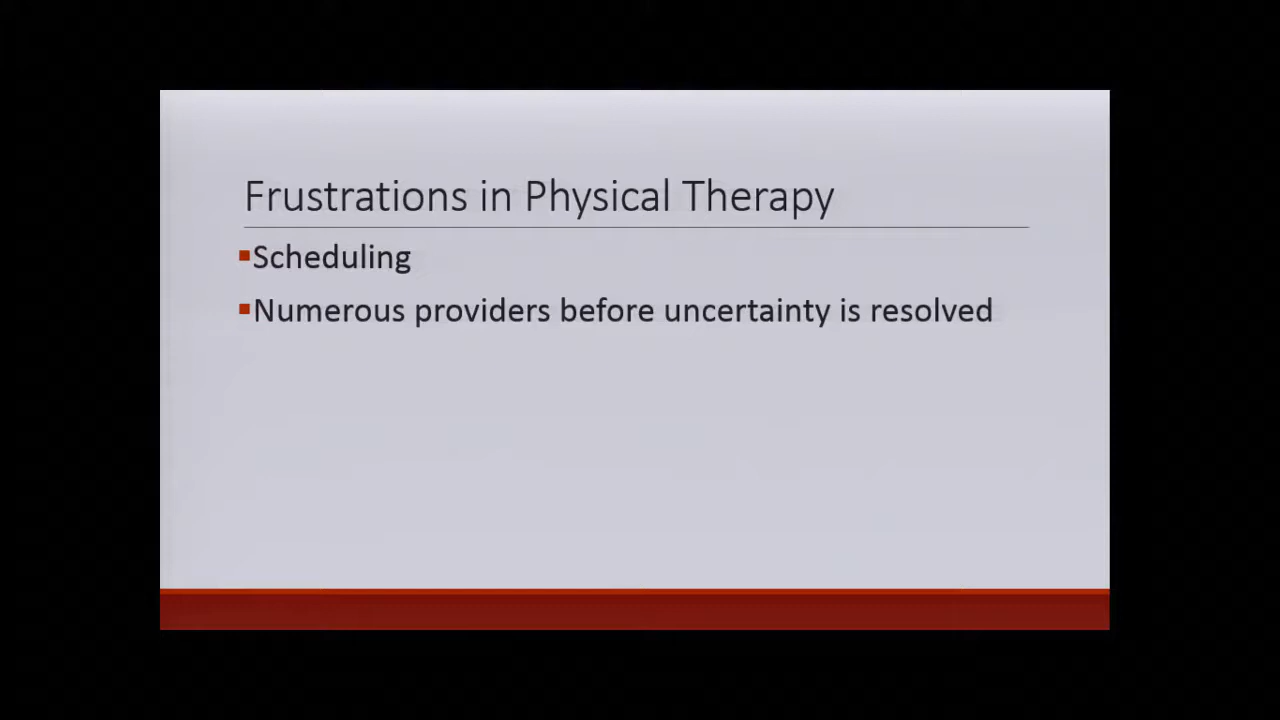 Frustrations in Physical Therapy
▪Scheduling
▪Numerous providers before uncertainty is resolved